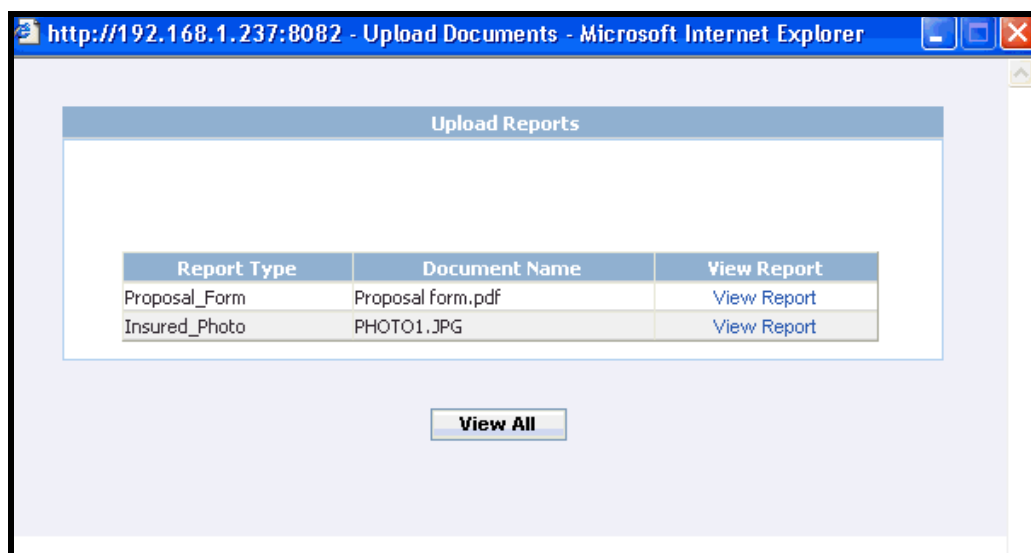 http://192.168.1.237:8082 - Upload Documents - Microsoft Internet Explorer
Upload Reports
Report Type Document Name View Report
Proposal_Form Proposal form.pdf View Report
Insured_Photo PHOTO1.JPG View Report
View All